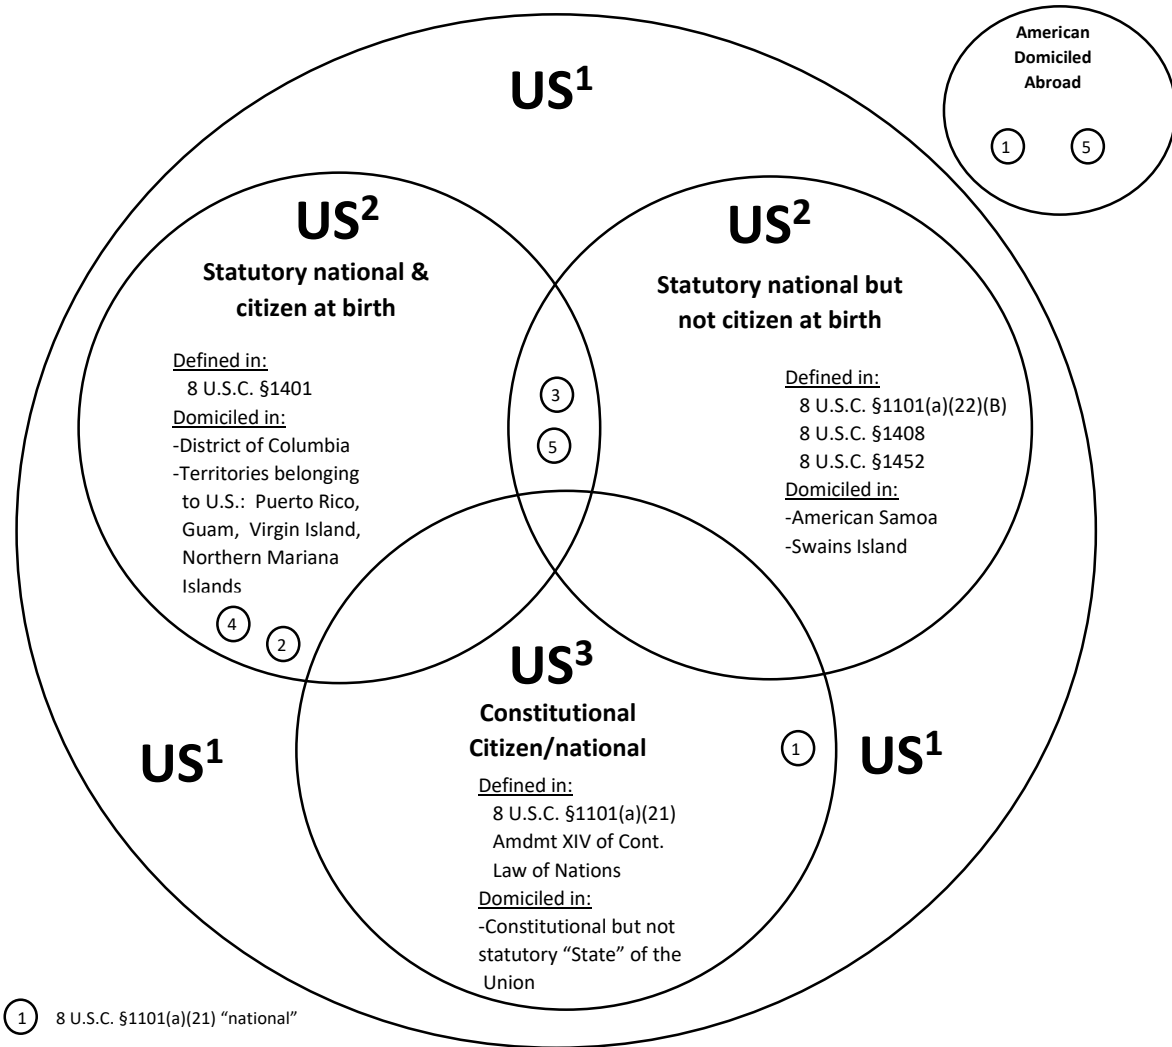 American
Domiciled
Abroad
1 5
US¹
US²
Statutory national &
citizen at birth
Defined in:
8 U.S.C. §1401
Domiciled in:
-District of Columbia
-Territories belonging
to U.S.: Puerto Rico,
Guam, Virgin Island,
Northern Mariana
Islands
4
2
US²
Statutory national but
not citizen at birth
Defined in:
8 U.S.C. §1101(a)(22)(B)
8 U.S.C. §1408
8 U.S.C. §1452
Domiciled in:
-American Samoa
-Swains Island
3
5
US³
Constitutional
Citizen/national
Defined in:
8 U.S.C. §1101(a)(21)
Amdmt XIV of Cont.
Law of Nations
Domiciled in:
-Constitutional but not
statutory “State” of the
Union
1
US¹
US¹
1 8 U.S.C. §1101(a)(21) “national”